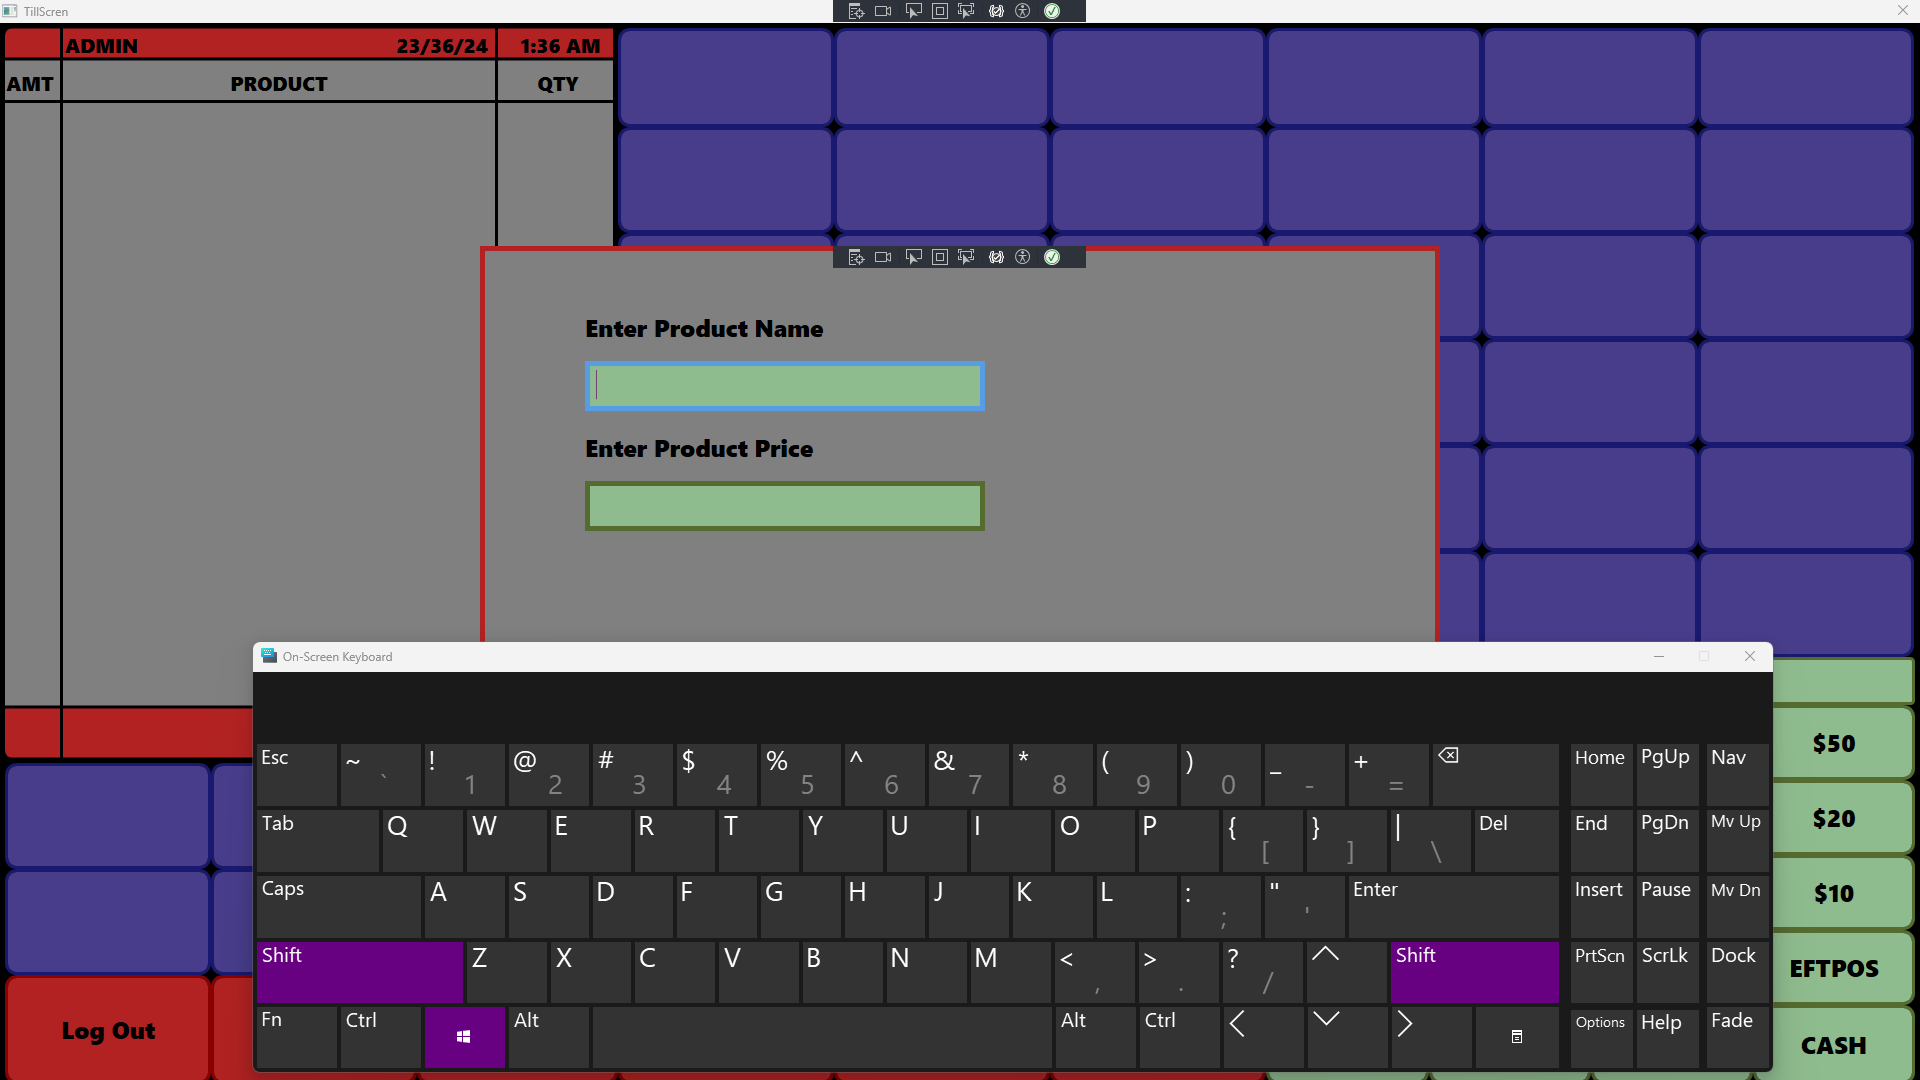 TillScren
ADMIN 23/36/24 1:36 AM
AMT PRODUCT QTY
Enter Product Name
Enter Product Price
On-Screen Keyboard
Esc ~ ` ! 1 @ 2 # 3 $ 4 % 5 ^ 6 & 7 * 8 ( 9 ) 0 _ - + = Home PgUp Nav
Tab Q W E R T Y U I O P { [ } ] | \ Del End PgDn Mv Up
Caps A S D F G H J K L : ; " ' Enter Insert Pause Mv Dn
Shift Z X C V B N M < , > . ? / Shift PrtScn ScrLk Dock
Fn Ctrl Alt Alt Ctrl Options Help Fade
$50
$20
$10
EFTPOS
Log Out
CASH